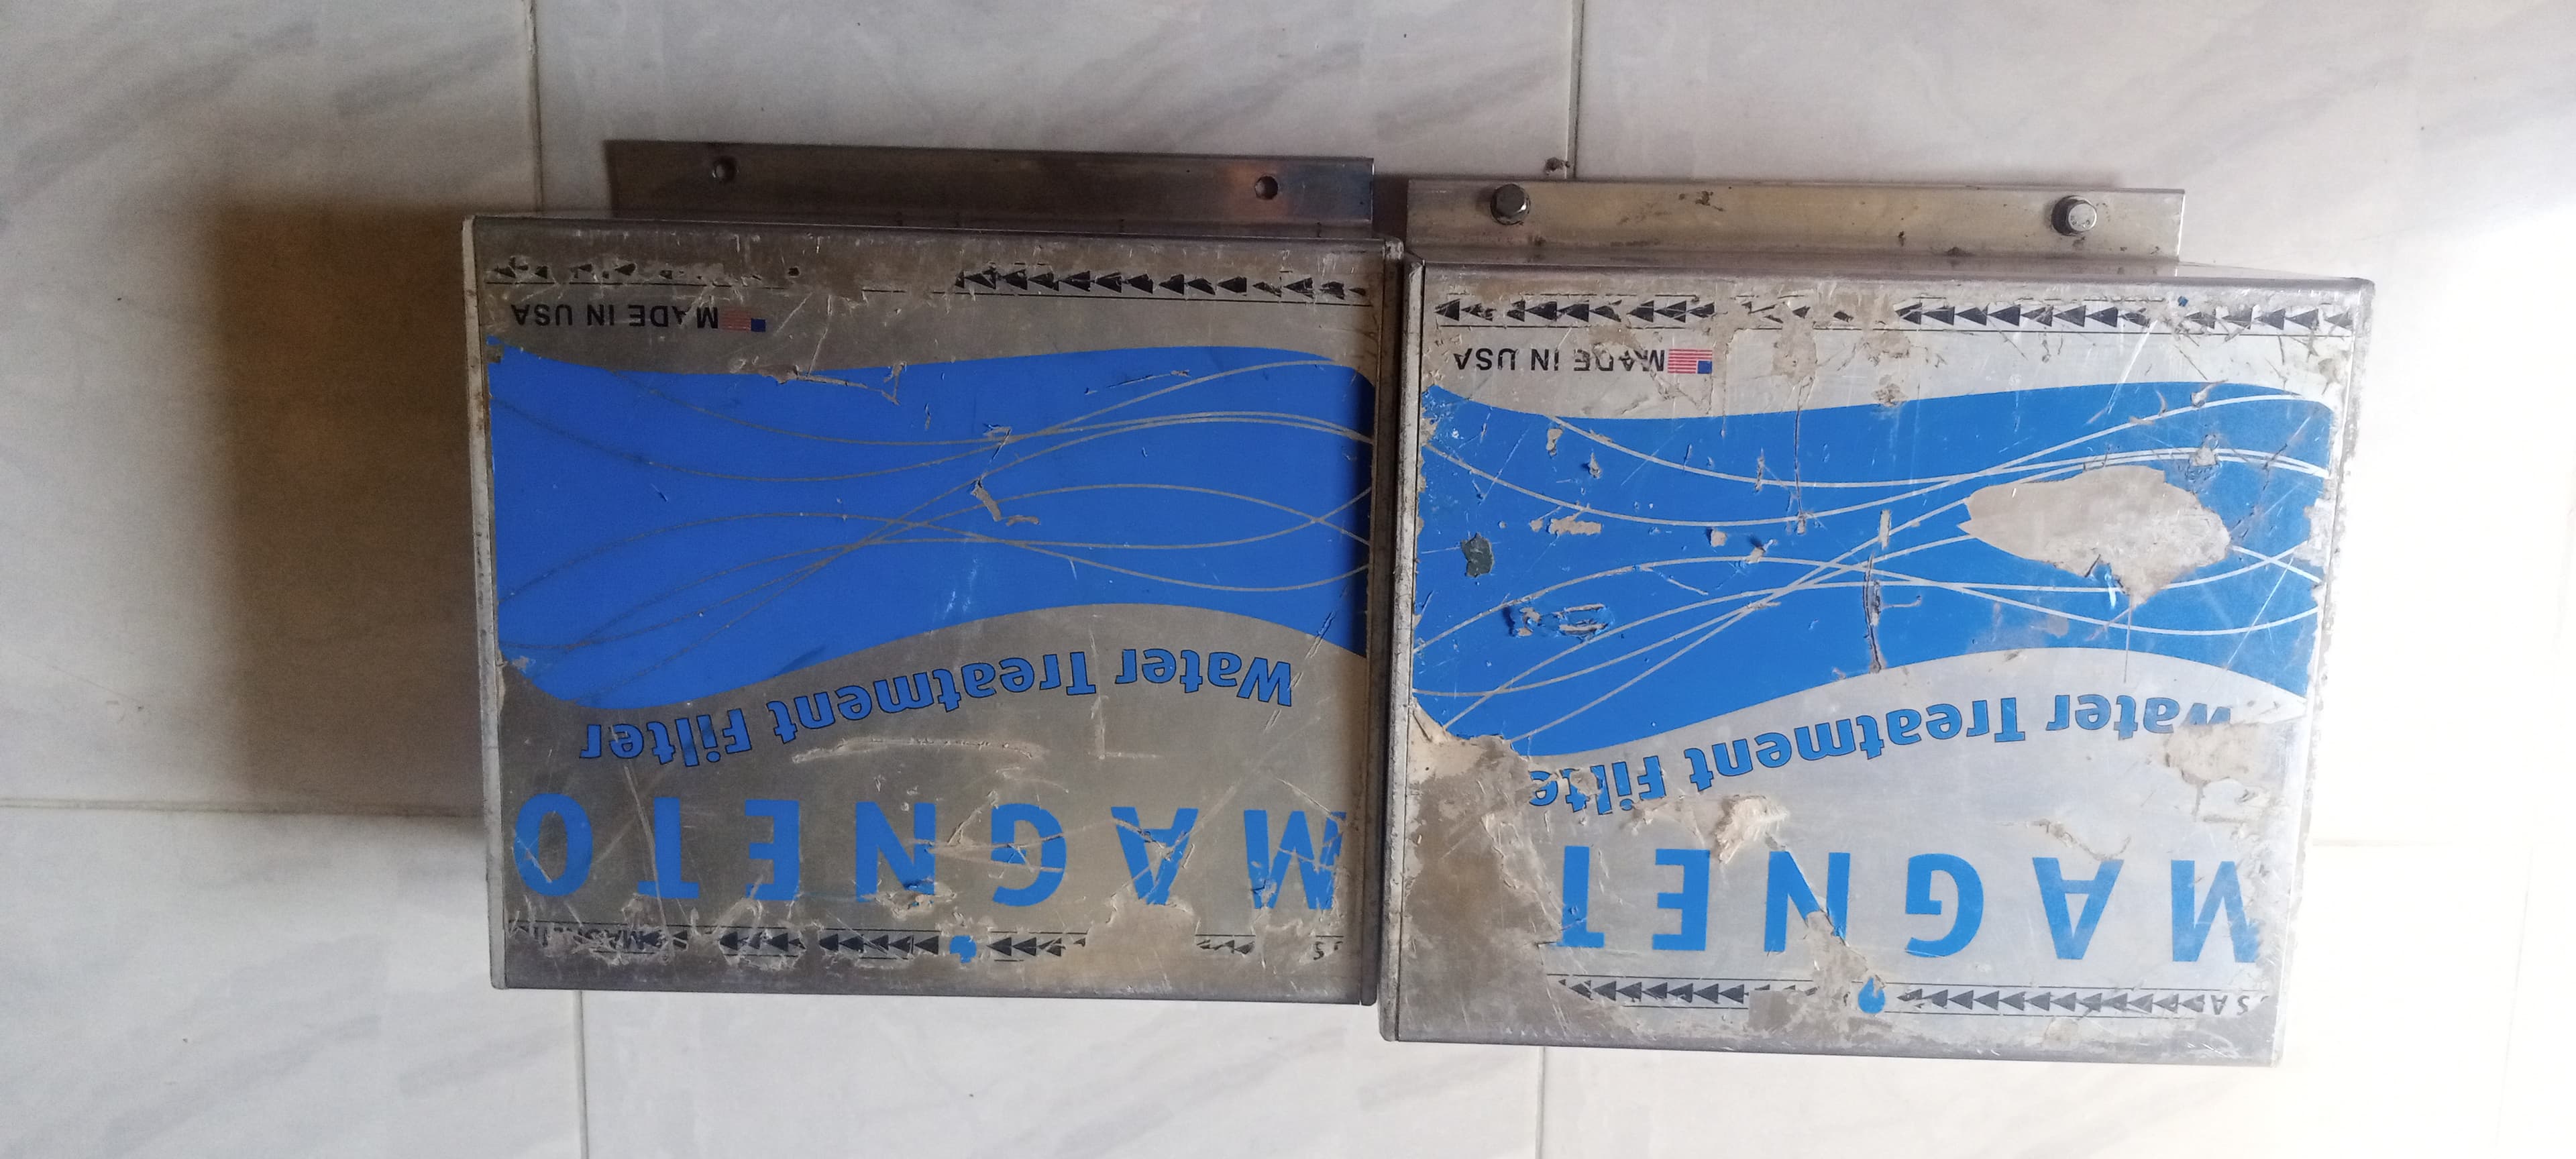 MAGNETO
Water Treatment Filter
MADE IN USA
MAGNET
Water Treatment Filte
MADE IN USA